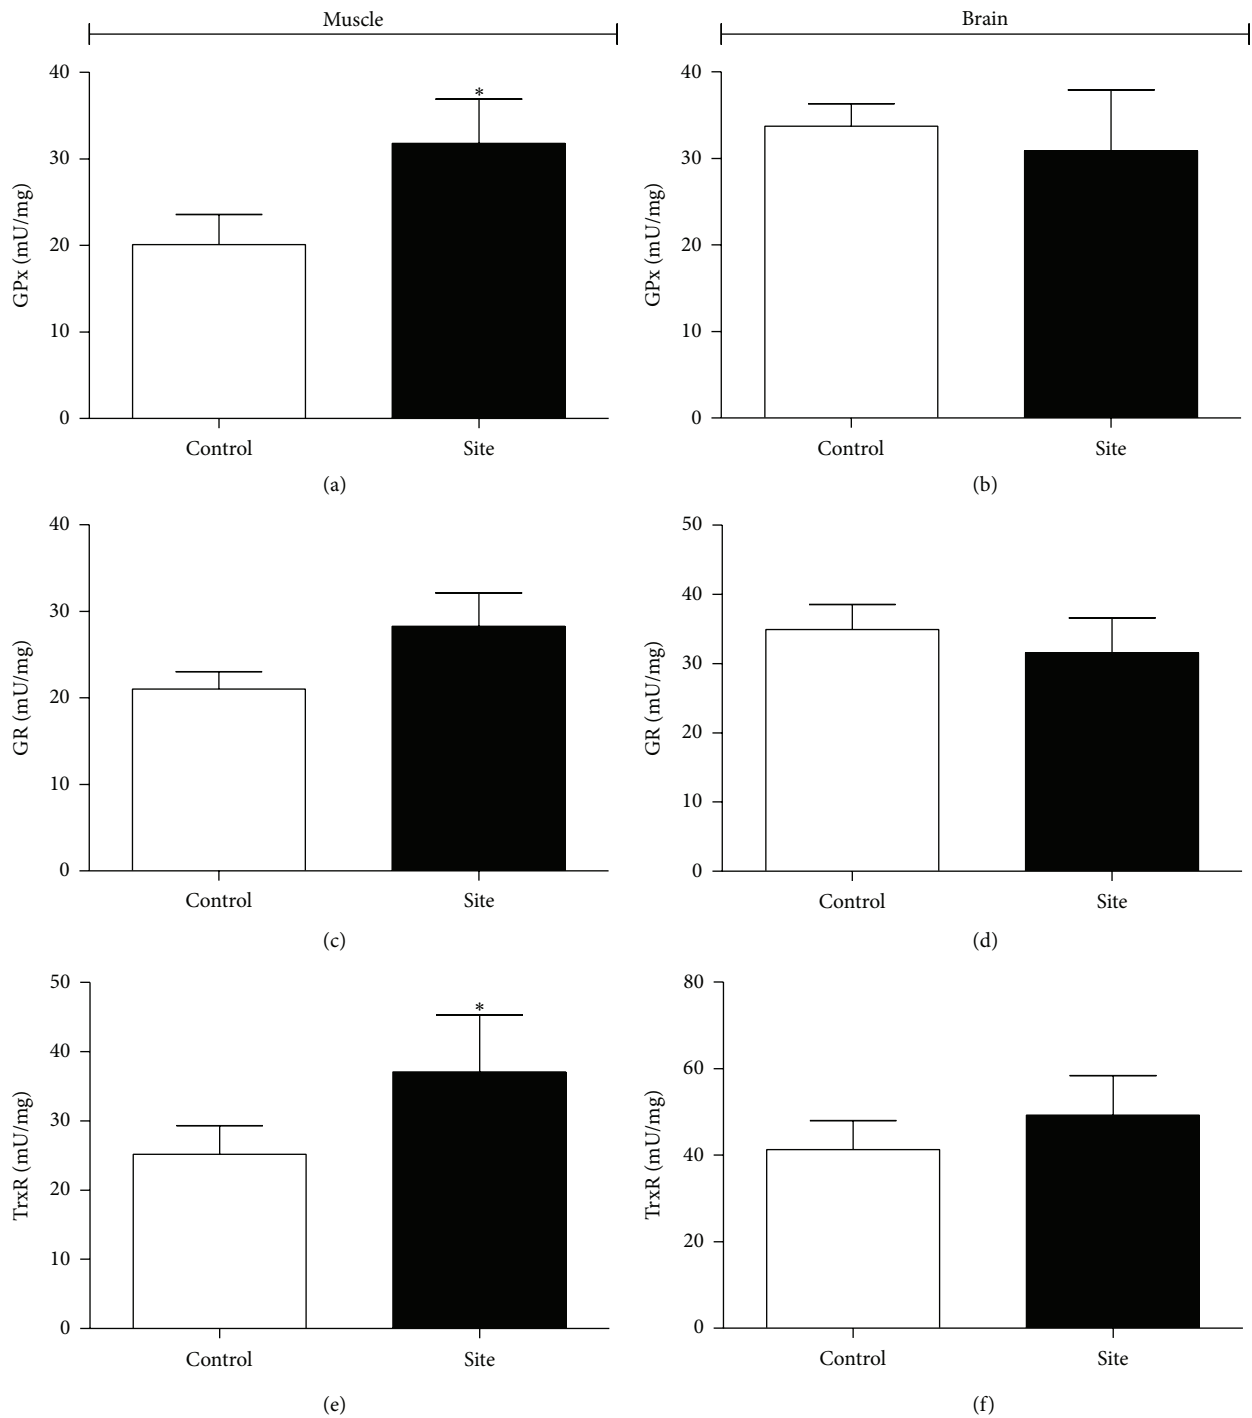 Muscle
Brain
40
30
20
10
0
GPx (mU/mg)
*
Control
Site
(a)
40
30
20
10
0
GPx (mU/mg)
Control
Site
(b)
40
30
20
10
0
GR (mU/mg)
Control
Site
(c)
50
40
30
20
10
0
GR (mU/mg)
Control
Site
(d)
50
40
30
20
10
0
TrxR (mU/mg)
*
Control
Site
(e)
80
60
40
20
0
TrxR (mU/mg)
Control
Site
(f)